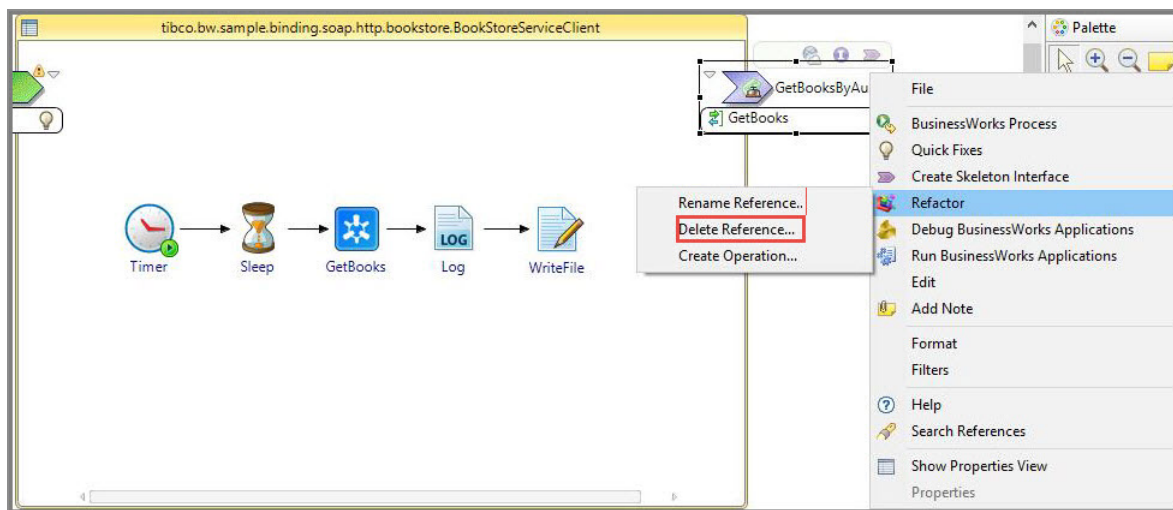 tibco.bw.sample.binding.soap.http.bookstore.BookStoreServiceClient
Palette
GetBooksByAu
GetBooks
File
BusinessWorks Process
Quick Fixes
Create Skeleton Interface
Refactor
Debug BusinessWorks Applications
Run BusinessWorks Applications
Edit
Add Note
Format
Filters
Help
Search References
Show Properties View
Properties
Rename Reference..
Delete Reference...
Create Operation...
LOG
Timer
Sleep
GetBooks
Log
WriteFile